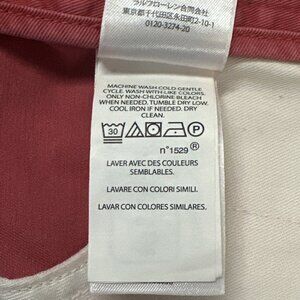 ラルフローレン合同会社
東京都千代田区永田町2-10-1
0120-3274-20
MACHINE WASH COLD GENTLE
CYCLE. WASH WITH LIKE COLORS.
ONLY NON-CHLORINE BLEACH
WHEN NEEDED. TUMBLE DRY LOW.
COOL IRON IF NEEDED. DRY
CLEAN.
30 P
n°1529 ®
LAVER AVEC DES COULEURS
SEMBLABLES.
LAVARE CON COLORI SIMILI.
LAVAR CON COLORES SIMILARES.